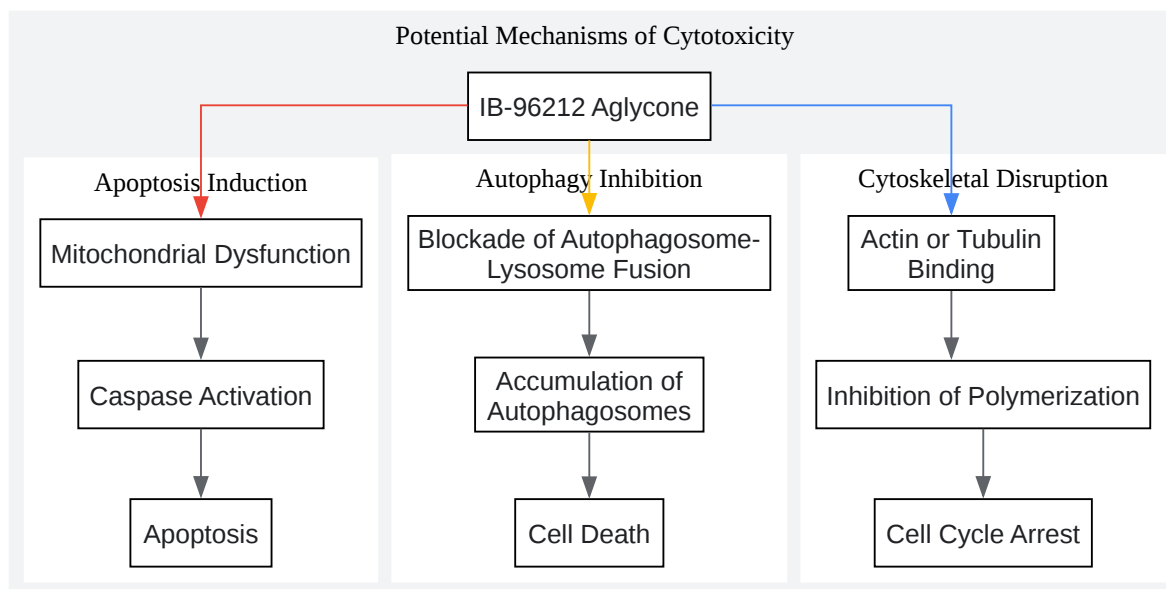 Potential Mechanisms of Cytotoxicity
IB-96212 Aglycone
Apoptosis Induction
Mitochondrial Dysfunction
Caspase Activation
Apoptosis
Autophagy Inhibition
Blockade of Autophagosome-
Lysosome Fusion
Accumulation of
Autophagosomes
Cell Death
Cytoskeletal Disruption
Actin or Tubulin
Binding
Inhibition of Polymerization
Cell Cycle Arrest